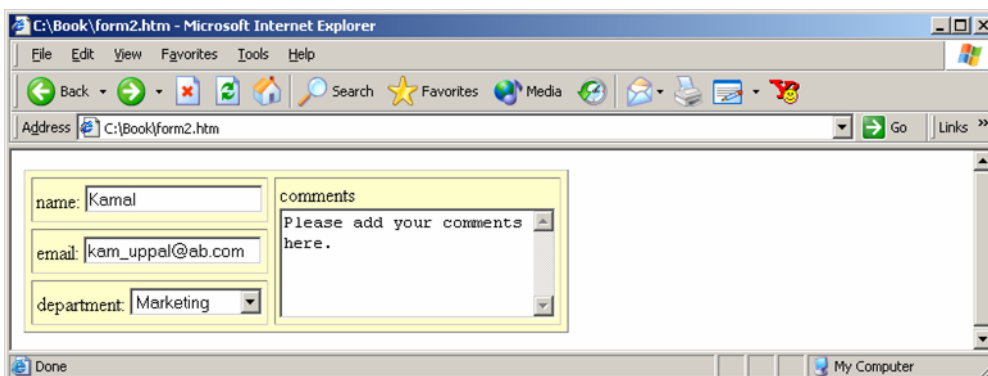 C:\Book\form2.htm - Microsoft Internet Explorer
File Edit View Favorites Tools Help
Back Search Favorites Media
Address C:\Book\form2.htm Go Links »
name: Kamal
email: kam_uppal@ab.com
department: Marketing
comments
Please add your comments
here.
Done My Computer